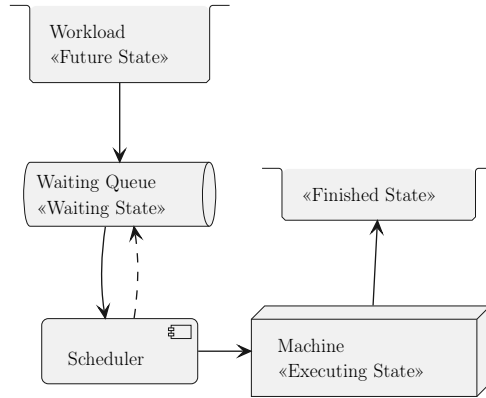 Workload
«Future State»
Waiting Queue
«Waiting State»
«Finished State»
Scheduler
Machine
«Executing State»